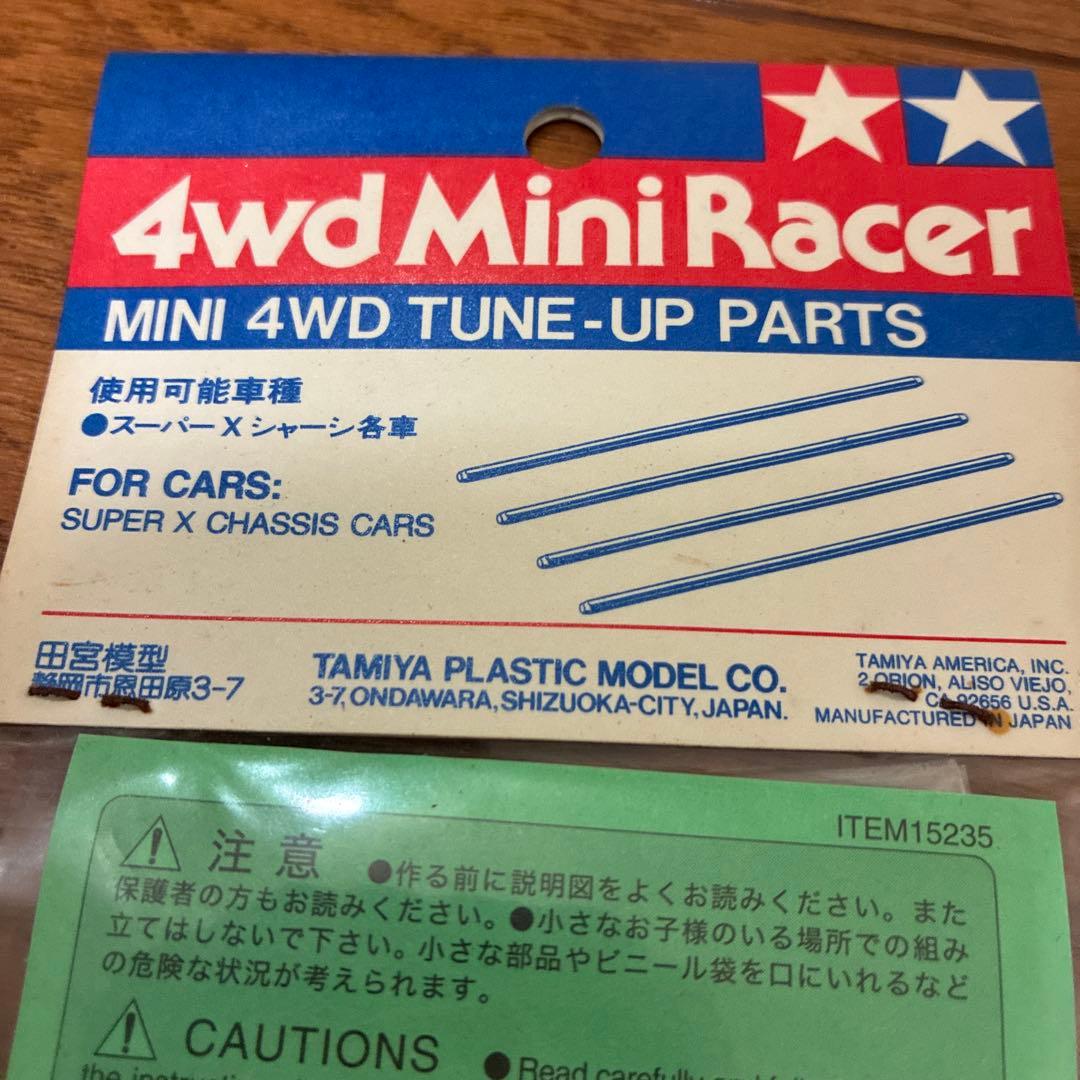 4wd Mini Racer
MINI 4WD TUNE-UP PARTS
使用可能車種
●スーパーXシャーシ各車
FOR CARS:
SUPER X CHASSIS CARS
田宮模型
静岡市恩田原3-7
TAMIYA PLASTIC MODEL CO.
3-7, ONDAWARA, SHIZUOKA-CITY, JAPAN.
TAMIYA AMERICA, INC.
2 ORION, ALISO VIEJO,
CA 92656 U.S.A.
MANUFACTURED IN JAPAN
ITEM15235
注意 ●作る前に説明図をよくお読みください。また
保護者の方もお読みください。●小さなお子様のいる場所での組み
立てはしないで下さい。小さな部品やビニール袋を口にいれるなど
の危険な状況が考えられます。
CAUTIONS ●Read carefully and
the